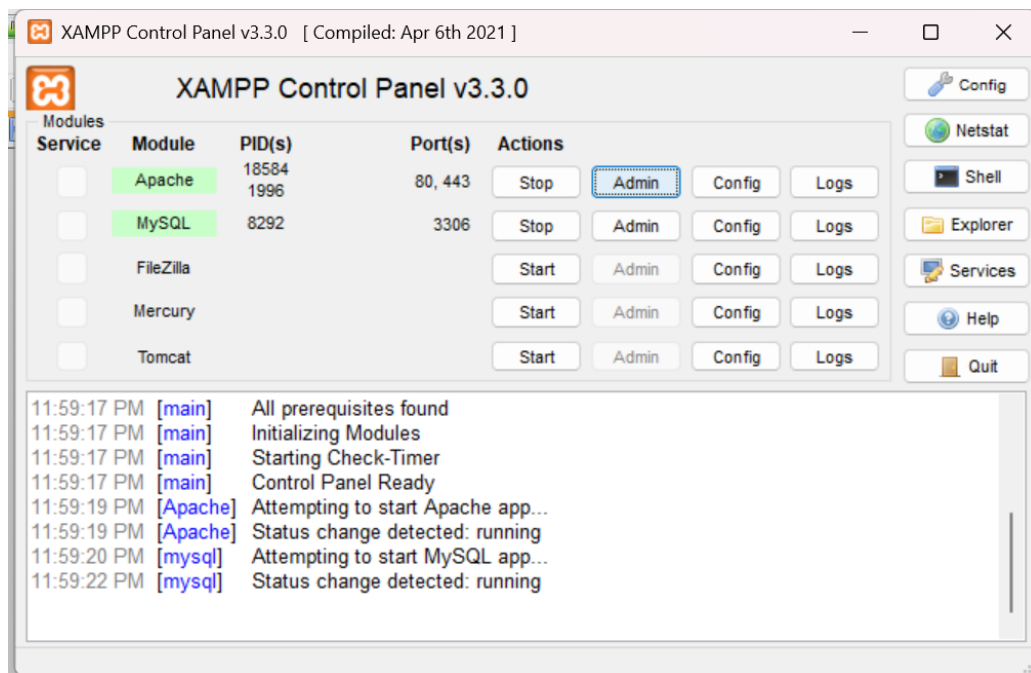 XAMPP Control Panel v3.3.0 [ Compiled: Apr 6th 2021 ]
XAMPP Control Panel v3.3.0
Config
Modules
Netstat
Service Module PID(s) Port(s) Actions
Apache 18584 1996 80, 443 Stop Admin Config Logs
Shell
MySQL 8292 3306 Stop Admin Config Logs
Explorer
FileZilla Start Admin Config Logs
Services
Mercury Start Admin Config Logs
Help
Tomcat Start Admin Config Logs
Quit
11:59:17 PM [main] All prerequisites found
11:59:17 PM [main] Initializing Modules
11:59:17 PM [main] Starting Check-Timer
11:59:17 PM [main] Control Panel Ready
11:59:19 PM [Apache] Attempting to start Apache app...
11:59:19 PM [Apache] Status change detected: running
11:59:20 PM [mysql] Attempting to start MySQL app...
11:59:22 PM [mysql] Status change detected: running